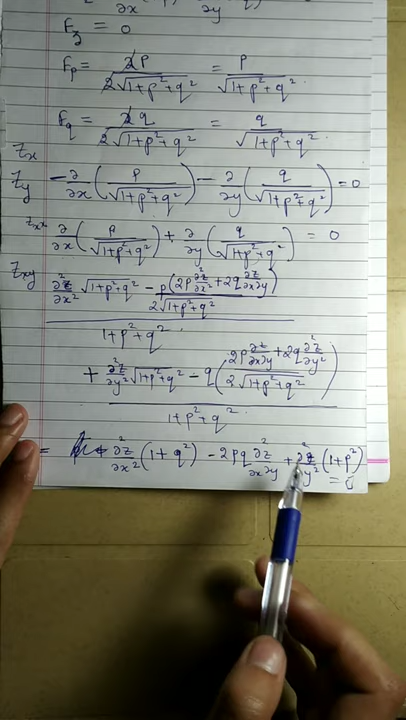 F_z = 0
F_p = 2p / 2√(1+p²+q²) = p / √(1+p²+q²)
F_q = 2q / 2√(1+p²+q²) = q / √(1+p²+q²)
Z_x
Z_y −∂/∂x (p / √(1+p²+q²)) − ∂/∂y (q / √(1+p²+q²)) = 0
Z_xx ∂/∂x (p / √(1+p²+q²)) + ∂/∂y (q / √(1+p²+q²)) = 0
Z_xy ∂²z/∂x² √(1+p²+q²) − p (2p ∂²z/∂x² + 2q ∂²z/∂x∂y) / 2√(1+p²+q²)
1+p²+q²
+ ∂²z/∂y² √(1+p²+q²) − q (2p ∂²z/∂x∂y + 2q ∂²z/∂y² / 2√(1+p²+q²))
1+p²+q²
= ∂²z/∂x² (1+q²) − 2pq ∂²z/∂x∂y + ∂²z/∂y² (1+p²)
= 0